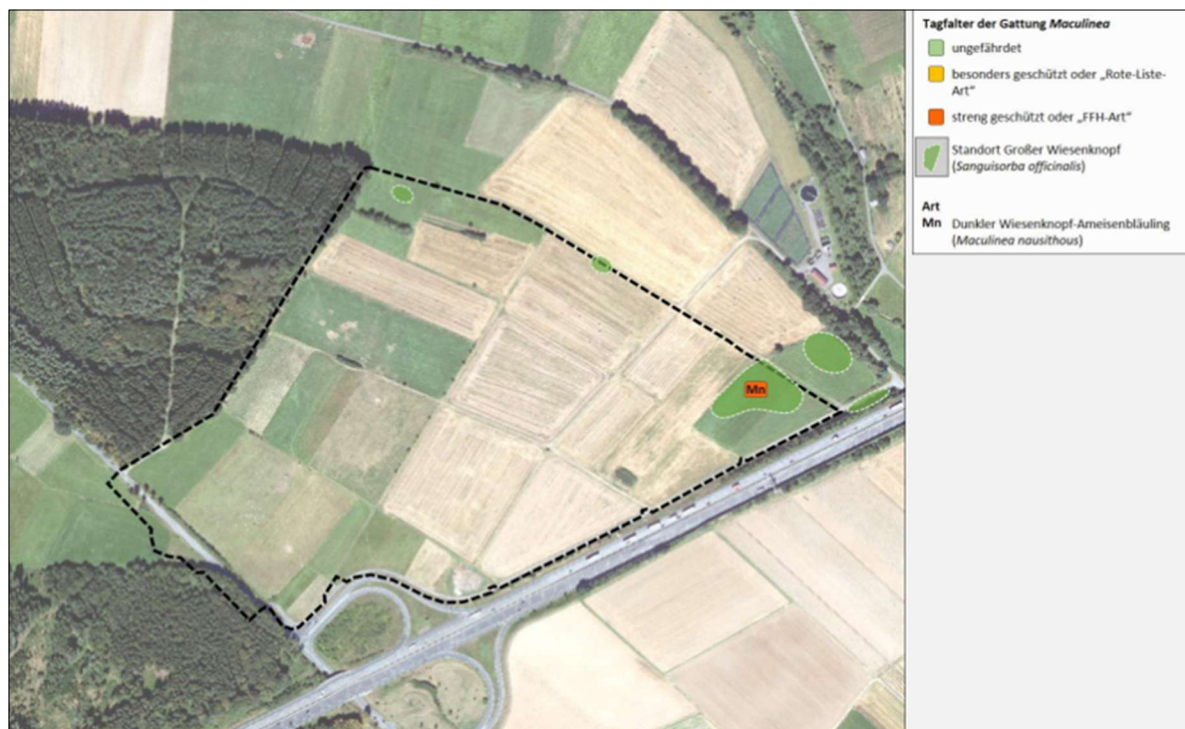 Tagfalter der Gattung Maculinea
ungefährdet
besonders geschützt oder „Rote-Liste-
Art“
streng geschützt oder „FFH-Art“
Standort Großer Wiesenknopf
(Sanguisorba officinalis)
Art
Mn Dunkler Wiesenknopf-Ameisenbläuling
(Maculinea nausithous)
Mn